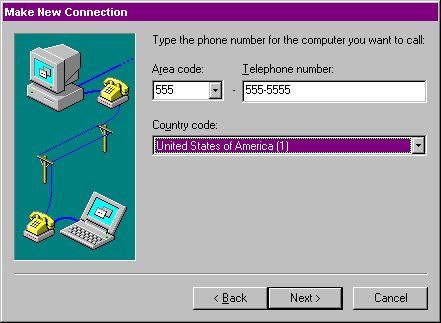 Make New Connection
Type the phone number for the computer you want to call:
Area code:
Telephone number:
555 - 555-5555
Country code:
United States of America (1)
< Back
Next >
Cancel